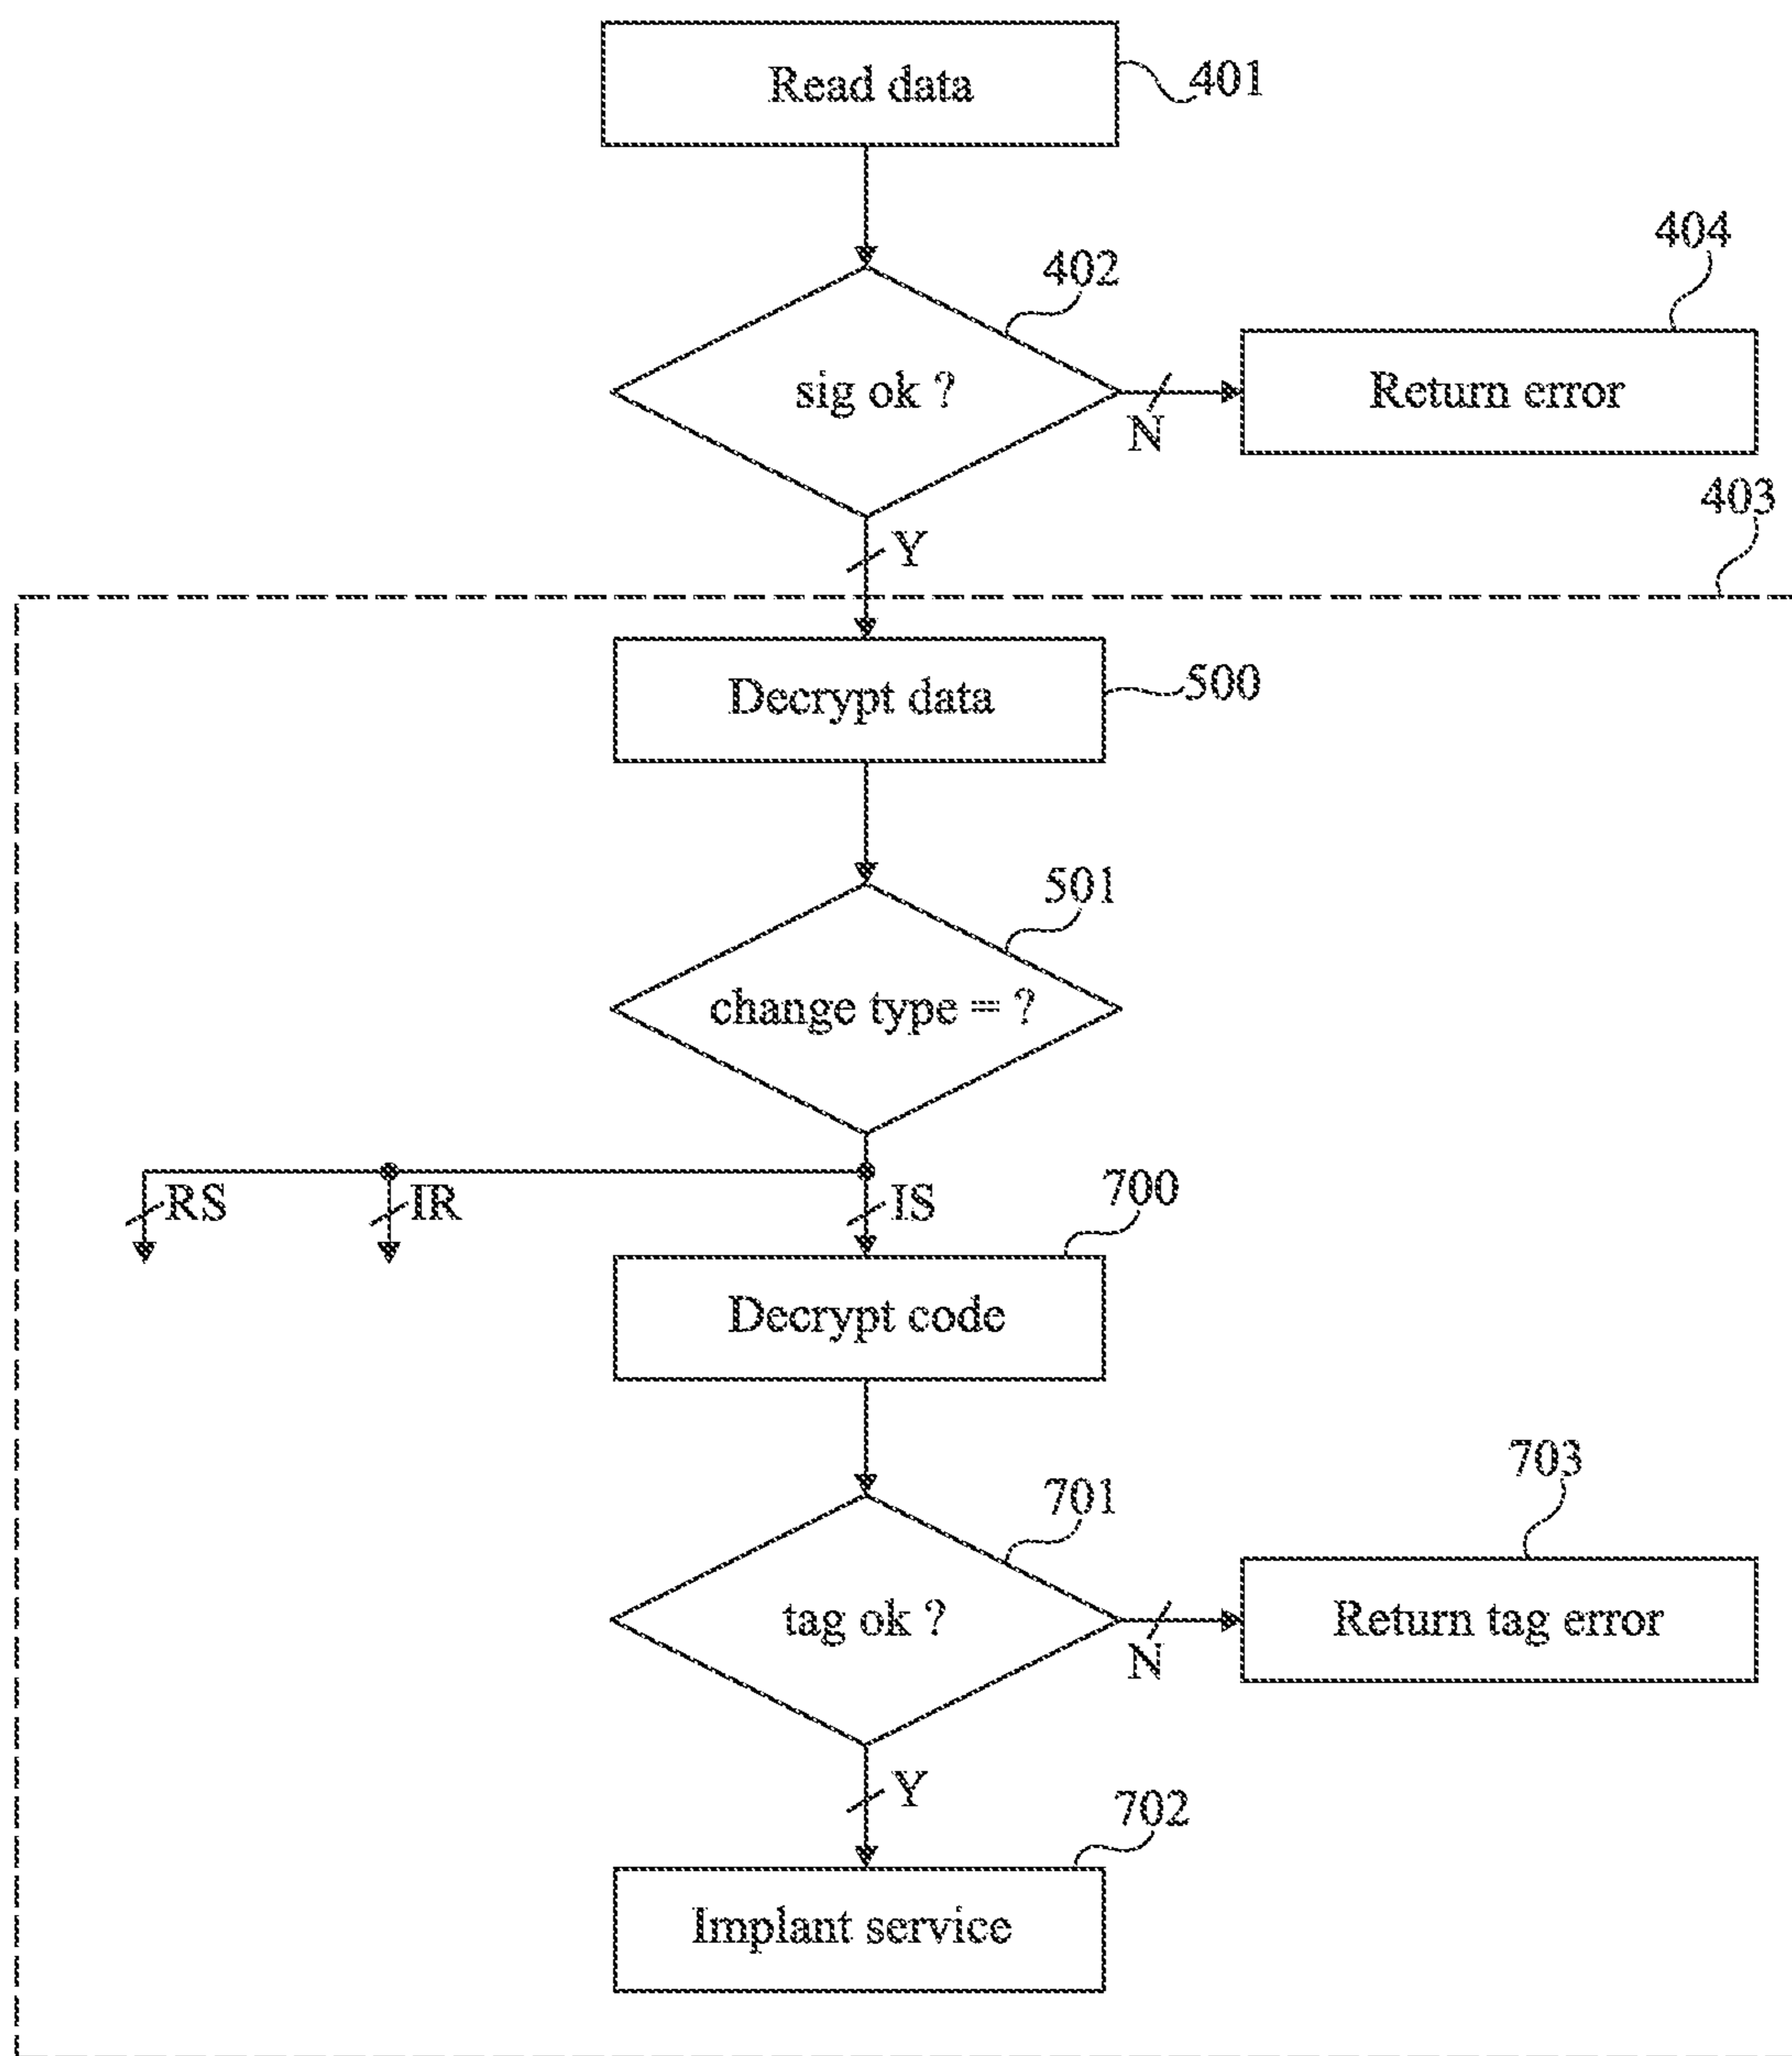 Read data
401
402
404
sig ok ?
N
Return error
403
Y
Decrypt data
500
501
change type = ?
RS
IR
IS
700
Decrypt code
701
703
tag ok ?
N
Return tag error
Y
702
Implant service